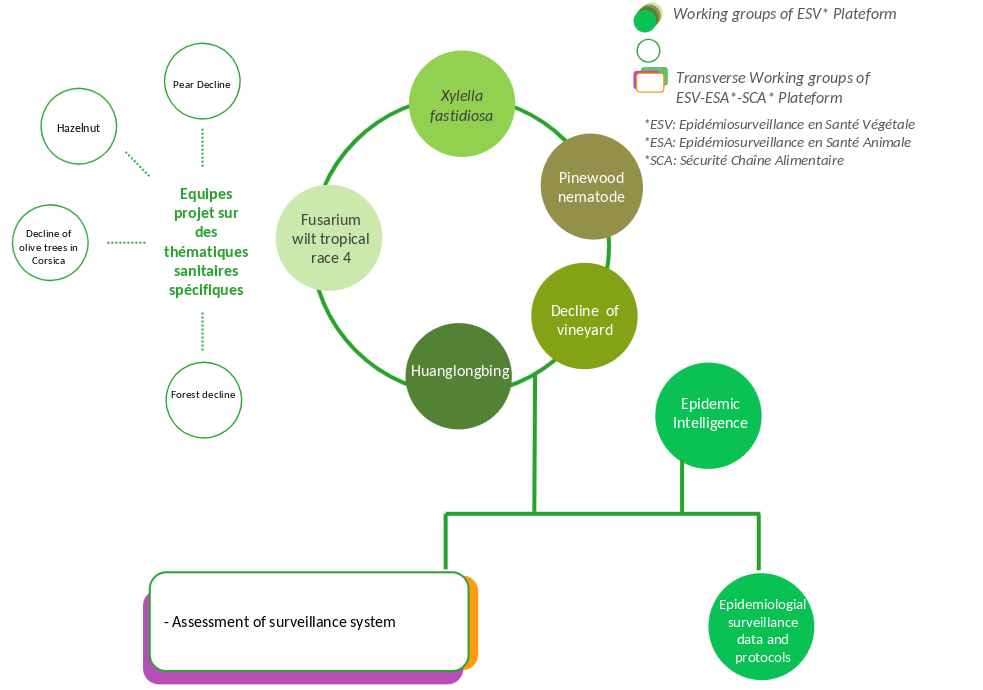 Working groups of ESV* Plateform
Transverse Working groups of
ESV-ESA*-SCA* Plateform
*ESV: Epidémiosurveillance en Santé Végétale
*ESA: Epidémiosurveillance en Santé Animale
*SCA: Sécurité Chaîne Alimentaire
Pear Decline
Hazelnut
Decline of
olive trees in
Corsica
Equipes
projet sur
des
thématiques
sanitaires
spécifiques
Forest decline
Xylella
fastidiosa
Pinewood
nematode
Fusarium
wilt tropical
race 4
Decline of
vineyard
Huanglongbing
Epidemic
Intelligence
- Assessment of surveillance system
Epidemiologial
surveillance
data and
protocols